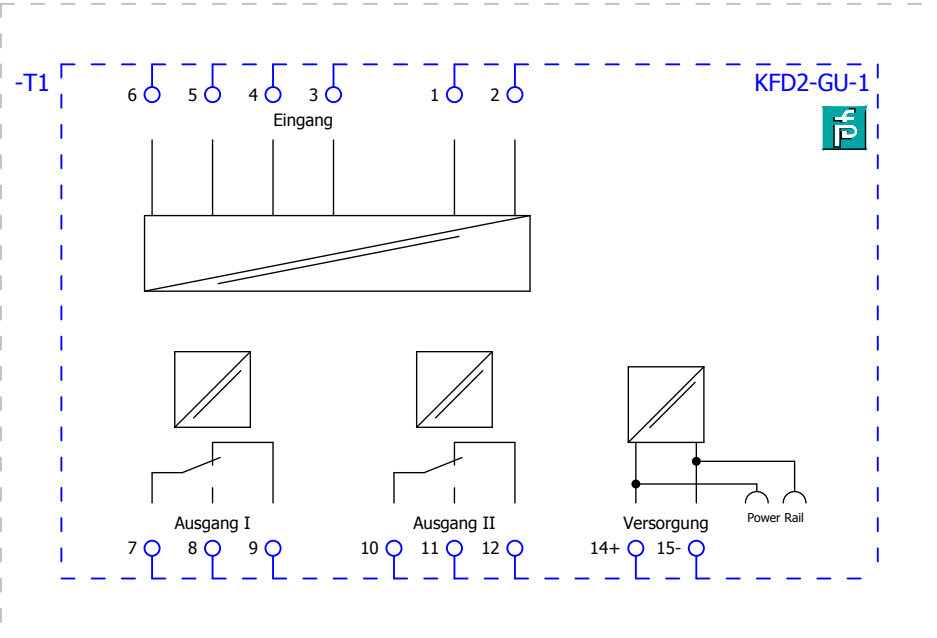 -T1
KFD2-GU-1
6 5 4 3 1 2
Eingang
Ausgang I
Ausgang II
Versorgung
Power Rail
7 8 9 10 11 12 14+ 15-